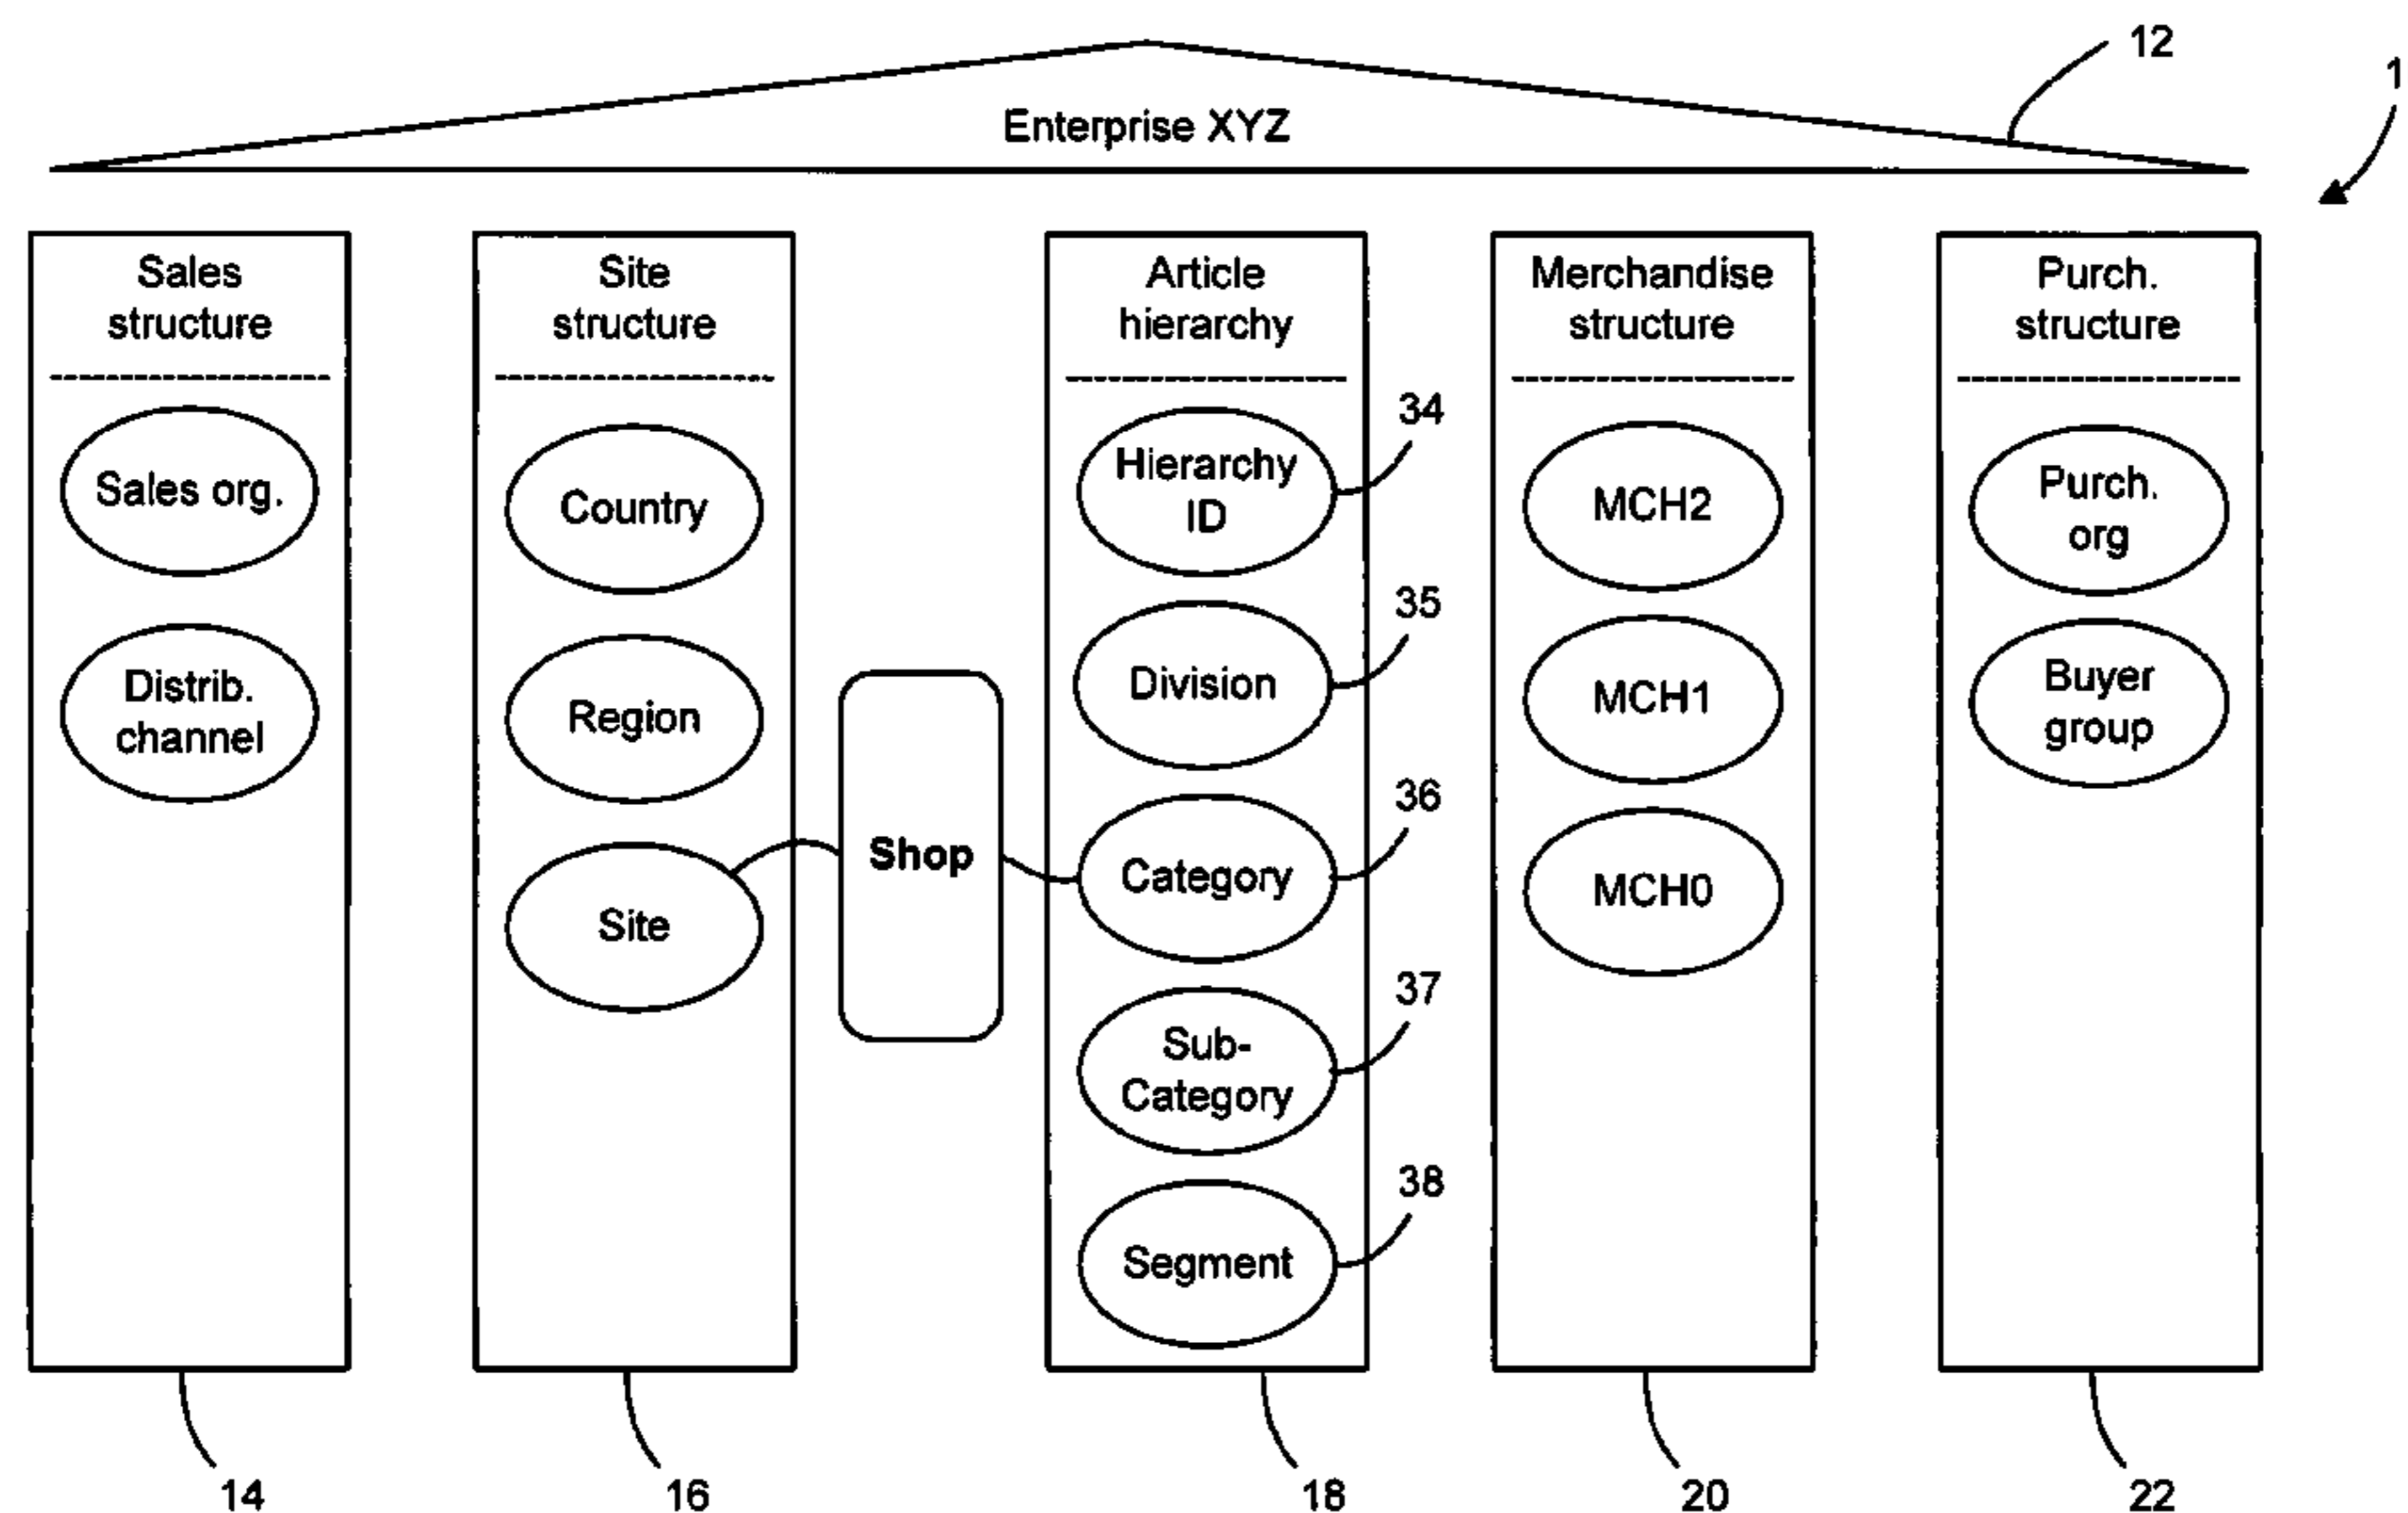 12
1
Enterprise XYZ
Sales
structure
Sales org.
Distrib.
channel
14
Site
structure
Country
Region
Site
16
Shop
Article
hierarchy
Hierarchy
ID
34
Division
35
Category
36
Sub-
Category
37
Segment
38
18
Merchandise
structure
MCH2
MCH1
MCH0
20
Purch.
structure
Purch.
org
Buyer
group
22